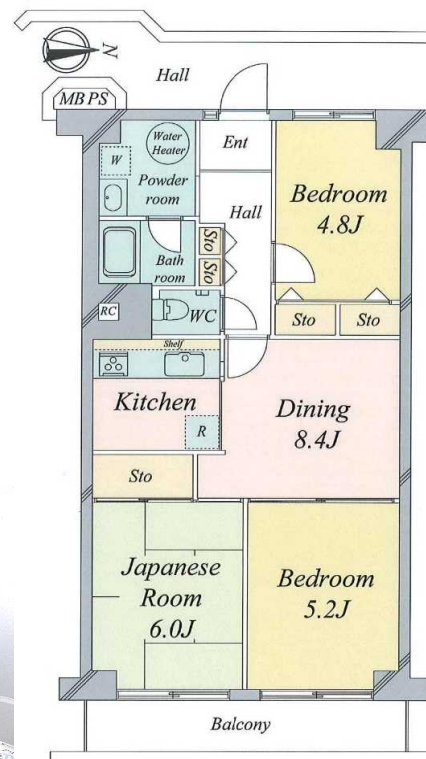 N
Hall
MB PS
Water
Heater
W
Ent
Powder
room
Bedroom
4.8J
Hall
Sto
Sto
Bath
room
RC
WC
Sto
Sto
Shelf
Kitchen
R
Dining
8.4J
Sto
Japanese
Room
6.0J
Bedroom
5.2J
Balcony